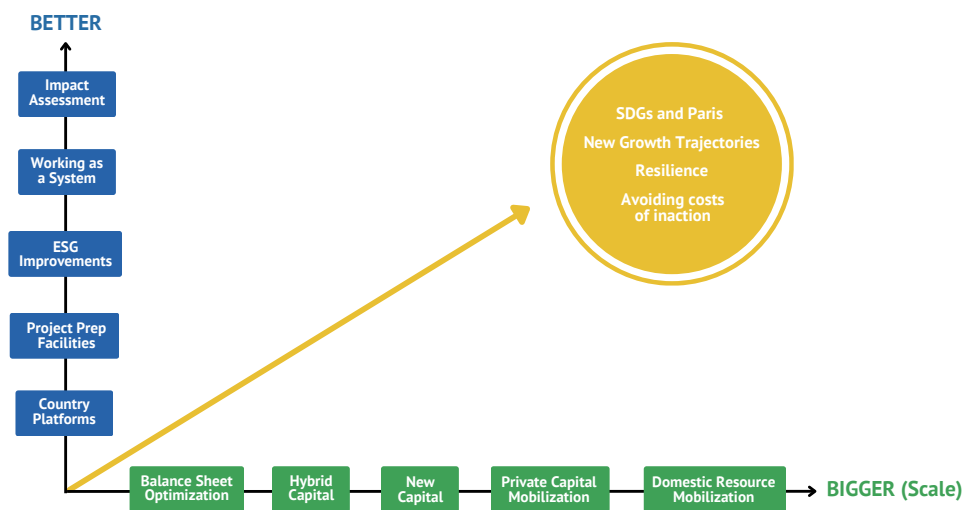 BETTER
Impact
Assessment
Working as
a System
ESG
Improvements
Project Prep
Facilities
Country
Platforms
SDGs and Paris
New Growth Trajectories
Resilience
Avoiding costs
of inaction
Balance Sheet
Optimization
Hybrid
Capital
New
Capital
Private Capital
Mobilization
Domestic Resource
Mobilization
BIGGER (Scale)